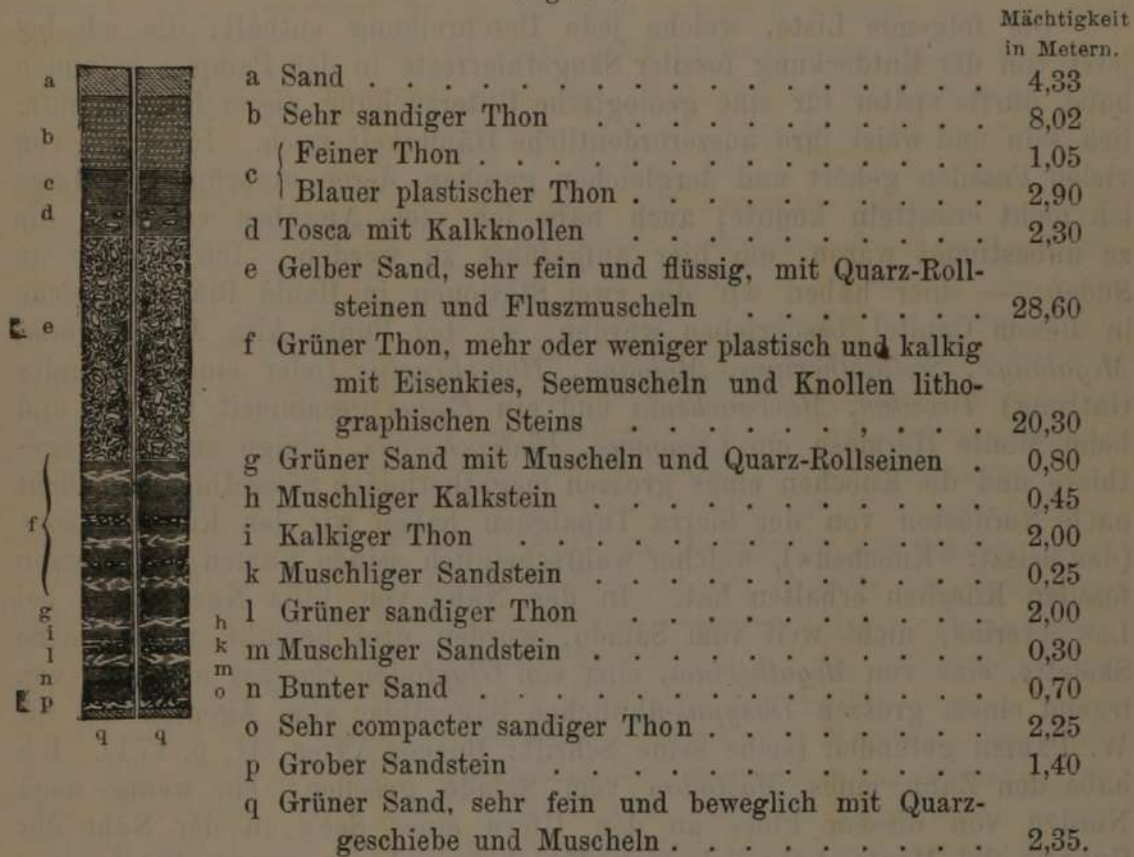 Mächtigkeit
in Metern.
a Sand . . . . . . . . . . . . . . . 4,33
b Sehr sandiger Thon . . . . . . . . . . 8,02
c { Feiner Thon . . . . . . . . . . . . . 1,05
Blauer plastischer Thon . . . . . . . . . 2,90
d Tosca mit Kalkknollen . . . . . . . . . 2,30
e Gelber Sand, sehr fein und flüssig, mit Quarz-Roll-
steinen und Fluszmuscheln . . . . . . . 28,60
f Grüner Thon, mehr oder weniger plastisch und kalkig
mit Eisenkies, Seemuscheln und Knollen litho-
graphischen Steins . . . . . . . . . 20,30
g Grüner Sand mit Muscheln und Quarz-Rollseinen . 0,80
h Muschliger Kalkstein . . . . . . . . . . 0,45
i Kalkiger Thon . . . . . . . . . . . . 2,00
k Muschliger Sandstein . . . . . . . . . . 0,25
l Grüner sandiger Thon . . . . . . . . . 2,00
m Muschliger Sandstein . . . . . . . . . . 0,30
n Bunter Sand . . . . . . . . . . . . . 0,70
o Sehr compacter sandiger Thon . . . . . . . 2,25
p Grober Sandstein . . . . . . . . . . . 1,40
q Grüner Sand, sehr fein und beweglich mit Quarz-
geschiebe und Muscheln . . . . . . . . 2,35.
a
b
c
d
e
f
g
i
l
n
p
h
k
m
o
q q